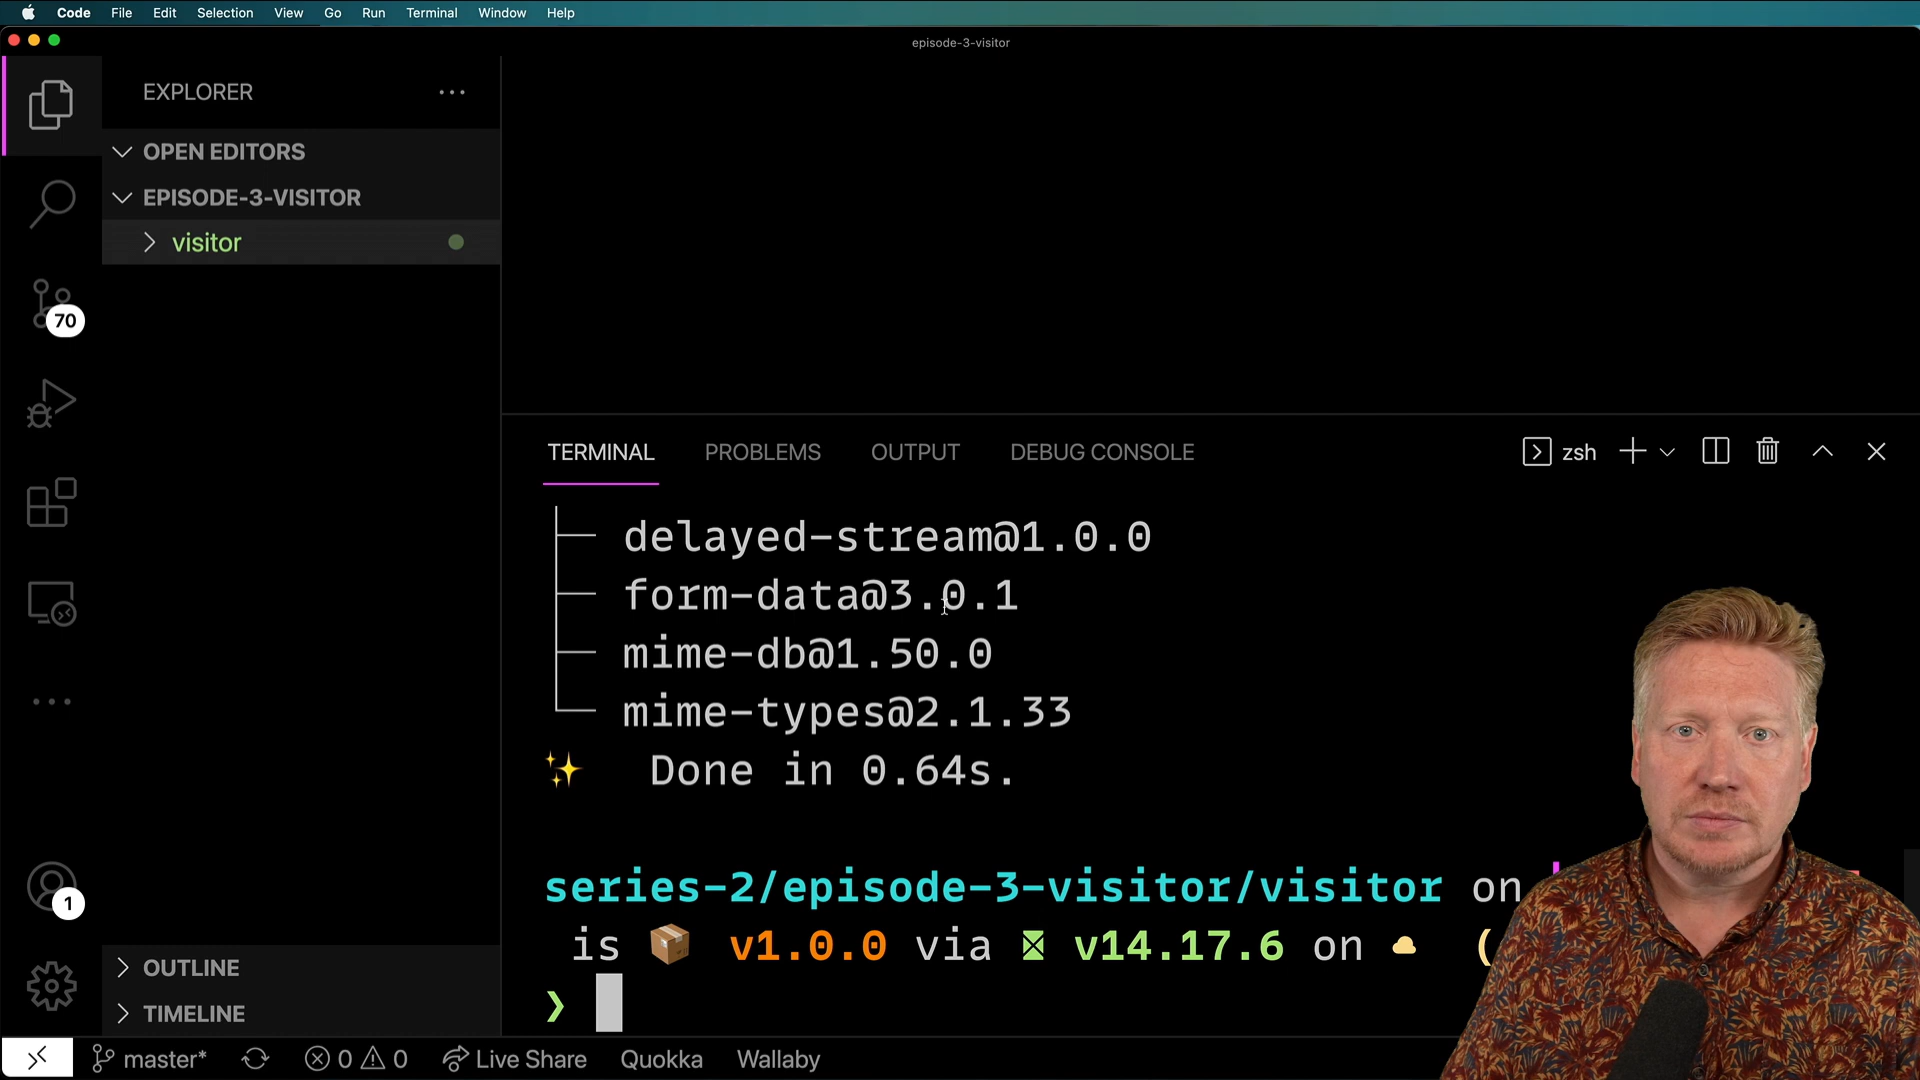 Code File Edit Selection View Go Run Terminal Window Help
episode-3-visitor
EXPLORER
OPEN EDITORS
EPISODE-3-VISITOR
visitor
70
TERMINAL PROBLEMS OUTPUT DEBUG CONSOLE
zsh
delayed-stream@1.0.0
form-data@3.0.1
mime-db@1.50.0
mime-types@2.1.33
Done in 0.64s.
series-2/episode-3-visitor/visitor on
is v1.0.0 via v14.17.6 on (
❯
1
OUTLINE
TIMELINE
master* 0 0 Live Share Quokka Wallaby